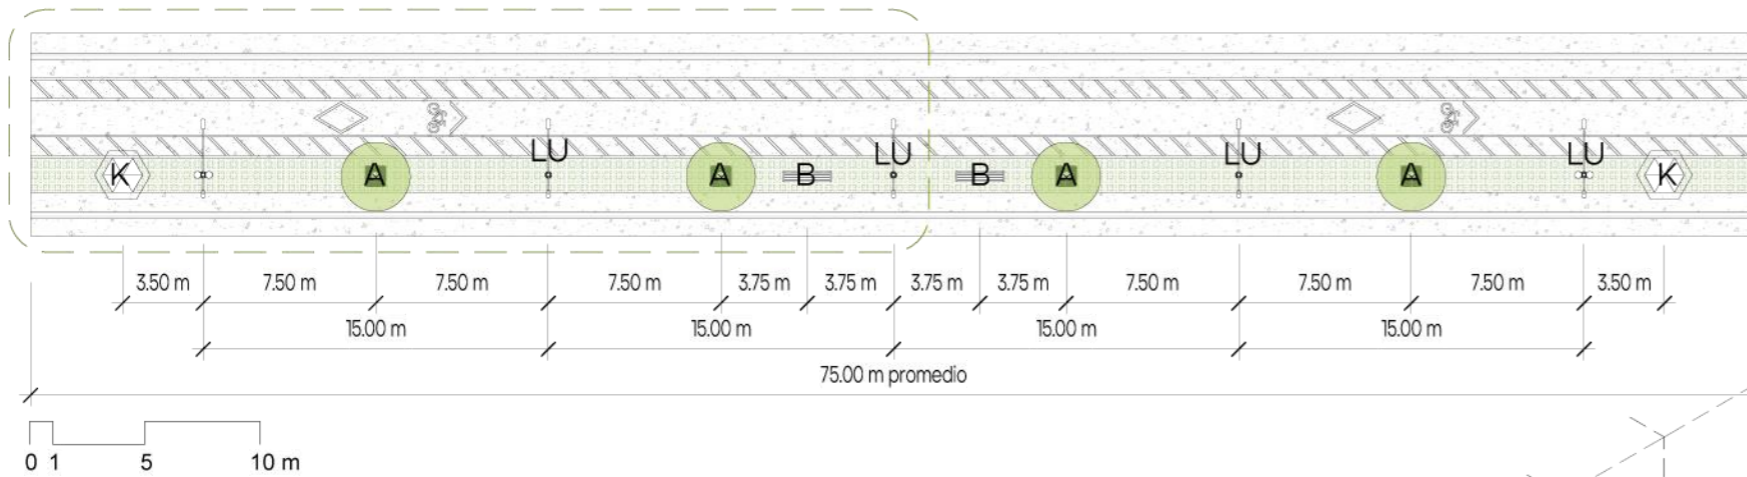 LU LU LU LU
K A A B B A A K
3.50 m 7.50 m 7.50 m 7.50 m 3.75 m 3.75 m 3.75 m 3.75 m 7.50 m 7.50 m 7.50 m 3.50 m
15.00 m 15.00 m 15.00 m 15.00 m
75.00 m promedio
0 1 5 10 m